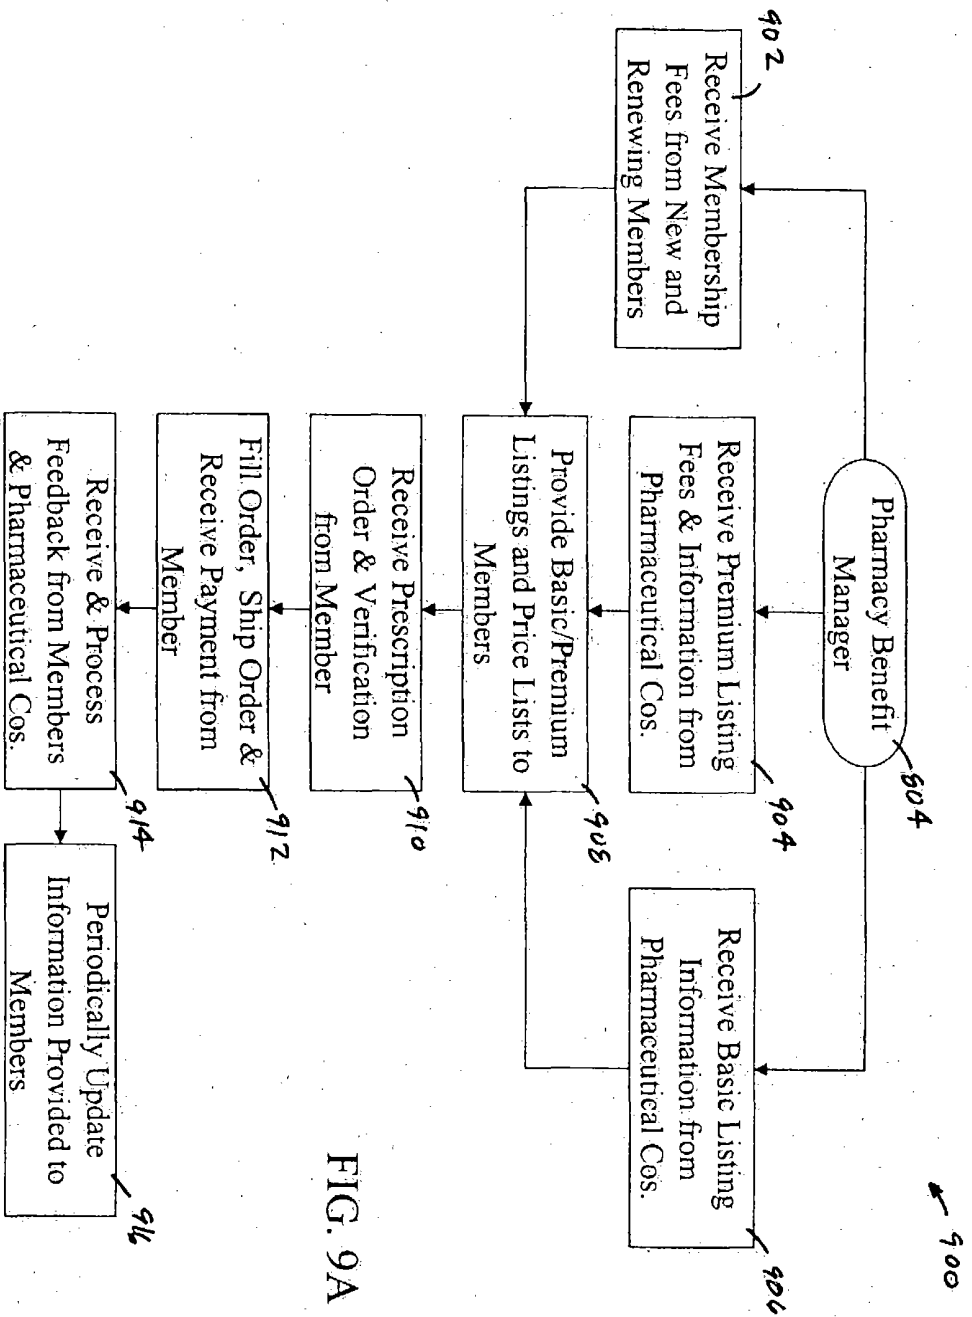 900
Pharmacy Benefit
Manager
804
Receive Membership
Fees from New and
Renewing Members
902
Receive Premium Listing
Fees & Information from
Pharmaceutical Cos.
904
Receive Basic Listing
Information from
Pharmaceutical Cos.
906
Provide Basic/Premium
Listings and Price Lists to
Members
908
Receive Prescription
Order & Verification
from Member
910
Fill Order, Ship Order &
Receive Payment from
Member
912
Receive & Process
Feedback from Members
& Pharmaceutical Cos.
914
Periodically Update
Information Provided to
Members
916
FIG. 9A